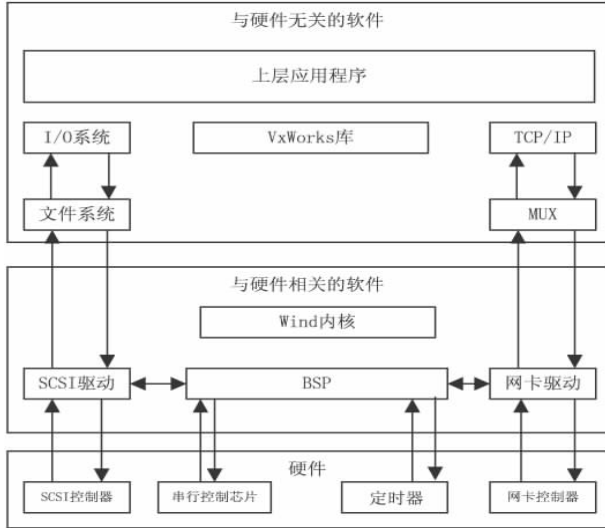 与硬件无关的软件
上层应用程序
I/O系统
VxWorks库
TCP/IP
文件系统
MUX
与硬件相关的软件
Wind内核
SCSI驱动
BSP
网卡驱动
硬件
SCSI控制器
串行控制芯片
定时器
网卡控制器